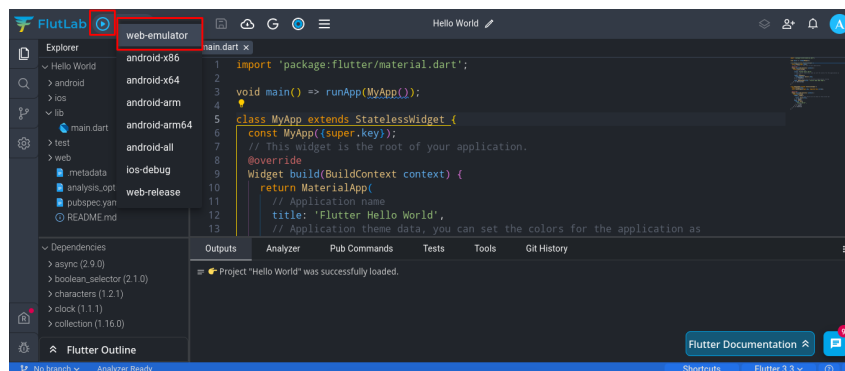 FlutLab
Hello World
A
web-emulator
android-x86
android-x64
android-arm
android-arm64
android-all
ios-debug
web-release
Explorer
Hello World
android
ios
lib
main.dart
test
web
.metadata
analysis_opt
pubspec.yan
README.md
Dependencies
async (2.9.0)
boolean_selector (2.1.0)
characters (1.2.1)
clock (1.1.1)
collection (1.16.0)
Flutter Outline
main.dart ×
1 import 'package:flutter/material.dart';
2
3 void main() => runApp(MyApp());
4
5 class MyApp extends StatelessWidget {
6 const MyApp({super.key});
7 // This widget is the root of your application.
8 @override
9 Widget build(BuildContext context) {
10 return MaterialApp(
11 // Application name
12 title: 'Flutter Hello World',
13 // Application theme data, you can set the colors for the application as
Outputs Analyzer Pub Commands Tests Tools Git History
Project "Hello World" was successfully loaded.
Flutter Documentation
No branch Analyzer Ready
Shortcuts Flutter 3.3